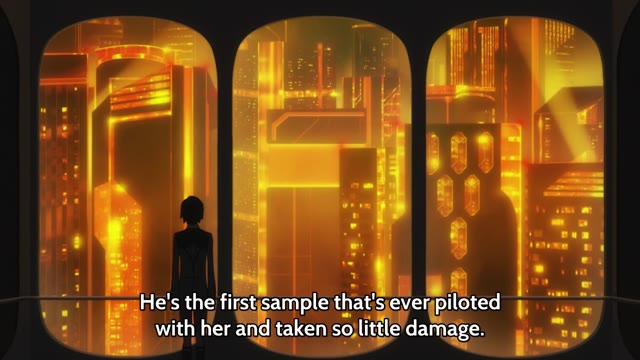 He's the first sample that's ever piloted
with her and taken so little damage.